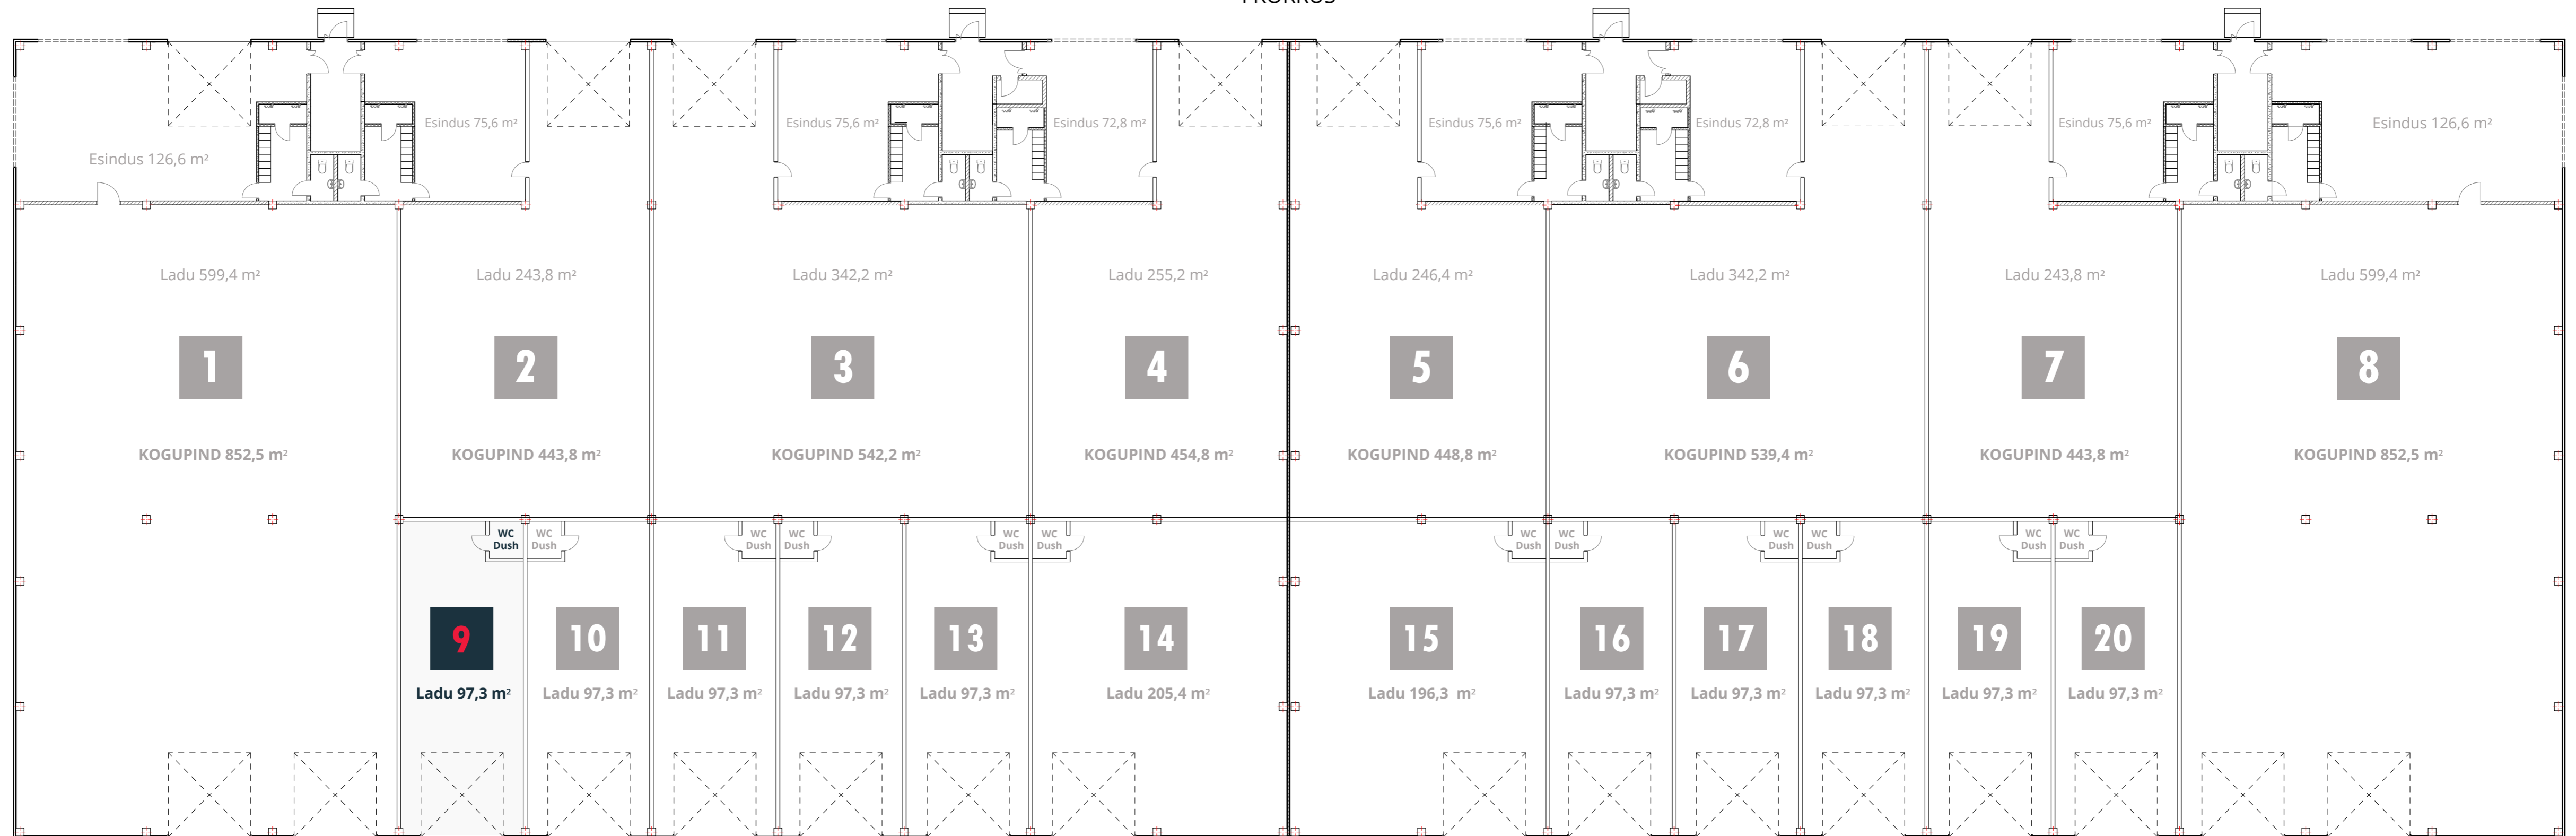 Esindus 126,6 m²
Esindus 75,6 m²
Esindus 75,6 m²
Esindus 72,8 m²
Esindus 75,6 m²
Esindus 72,8 m²
Esindus 75,6 m²
Esindus 126,6 m²
Ladu 599,4 m²
Ladu 243,8 m²
Ladu 342,2 m²
Ladu 255,2 m²
Ladu 246,4 m²
Ladu 342,2 m²
Ladu 243,8 m²
Ladu 599,4 m²
1
2
3
4
5
6
7
8
KOGUPIND 852,5 m²
KOGUPIND 443,8 m²
KOGUPIND 542,2 m²
KOGUPIND 454,8 m²
KOGUPIND 448,8 m²
KOGUPIND 539,4 m²
KOGUPIND 443,8 m²
KOGUPIND 852,5 m²
WC
Dush
WC
Dush
WC
Dush
WC
Dush
WC
Dush
WC
Dush
WC
Dush
WC
Dush
WC
Dush
WC
Dush
WC
Dush
WC
Dush
9
10
11
12
13
14
15
16
17
18
19
20
Ladu 97,3 m²
Ladu 97,3 m²
Ladu 97,3 m²
Ladu 97,3 m²
Ladu 97,3 m²
Ladu 205,4 m²
Ladu 196,3 m²
Ladu 97,3 m²
Ladu 97,3 m²
Ladu 97,3 m²
Ladu 97,3 m²
Ladu 97,3 m²